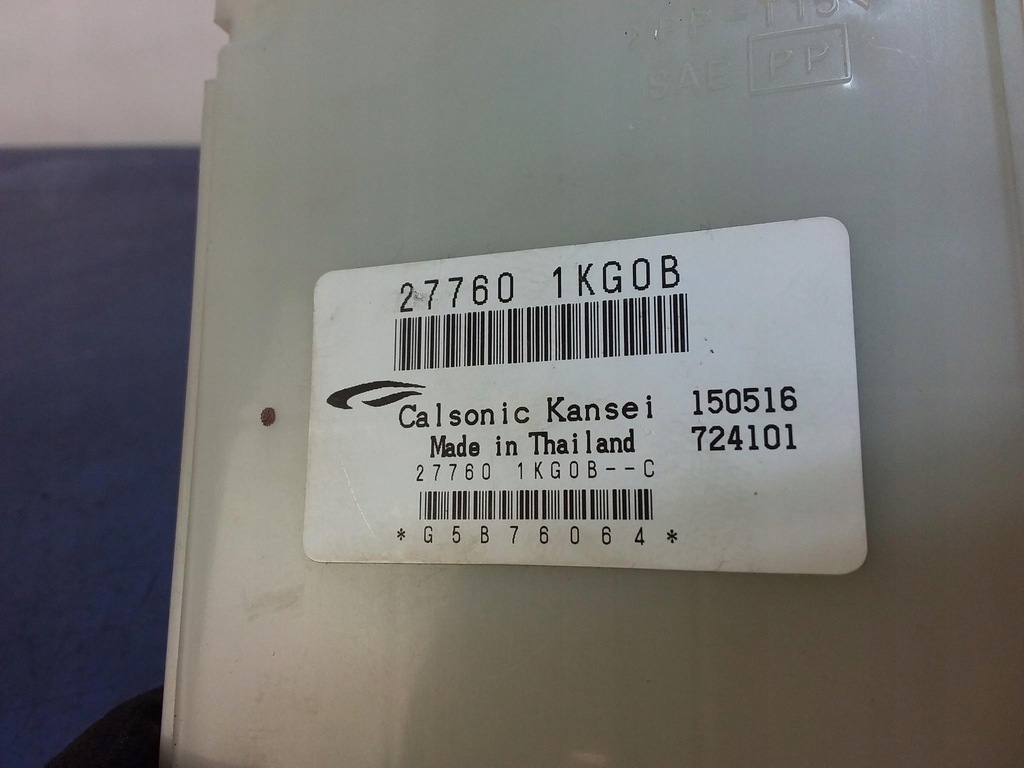 SAE PP
27760 1KG0B
Calsonic Kansei 150516
Made in Thailand 724101
27760 1KG0B--C
*G5B76064*